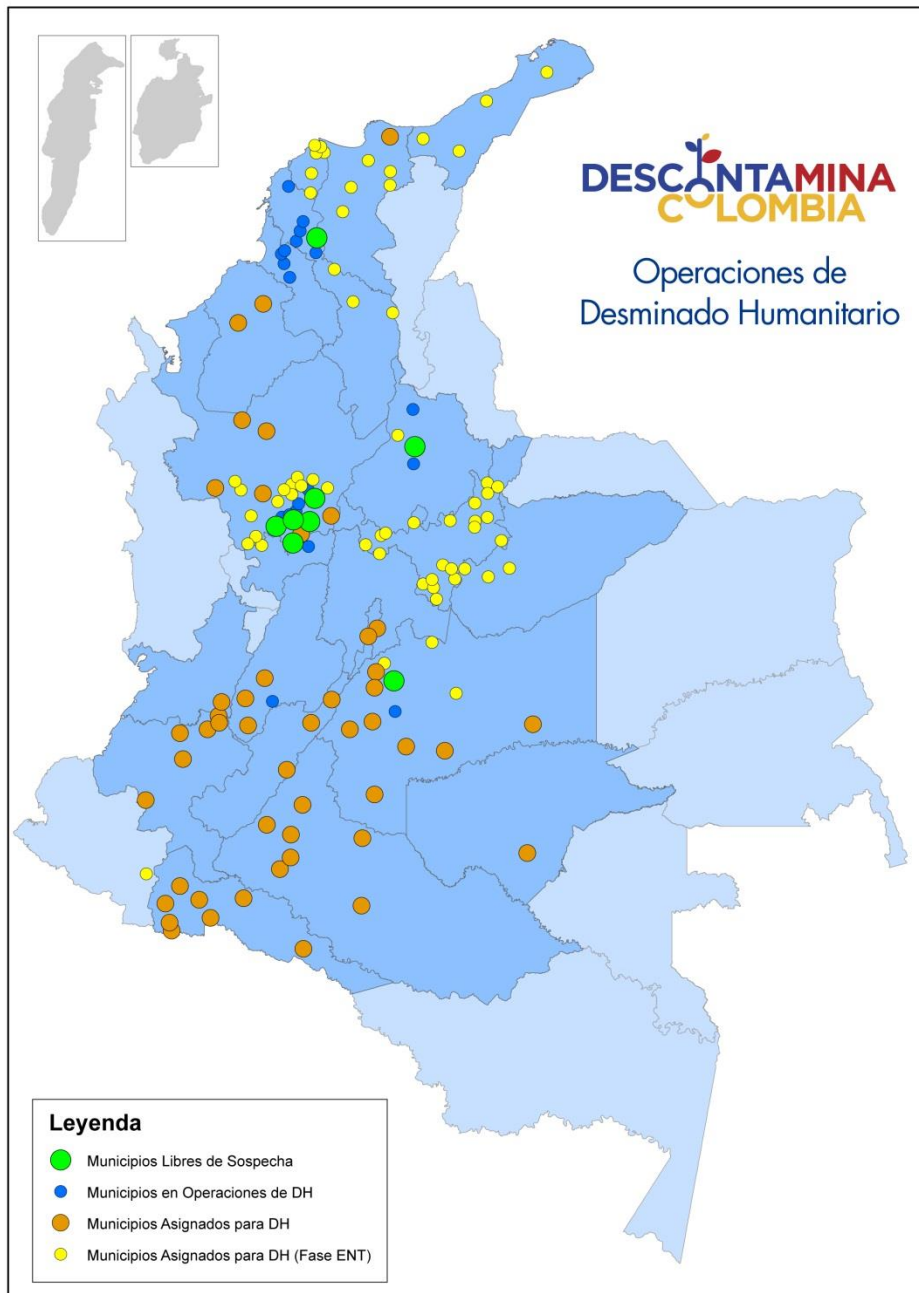 DESCONTAMINA
COLOMBIA
Operaciones de
Desminado Humanitario
Leyenda
Municipios Libres de Sospecha
Municipios en Operaciones de DH
Municipios Asignados para DH
Municipios Asignados para DH (Fase ENT)